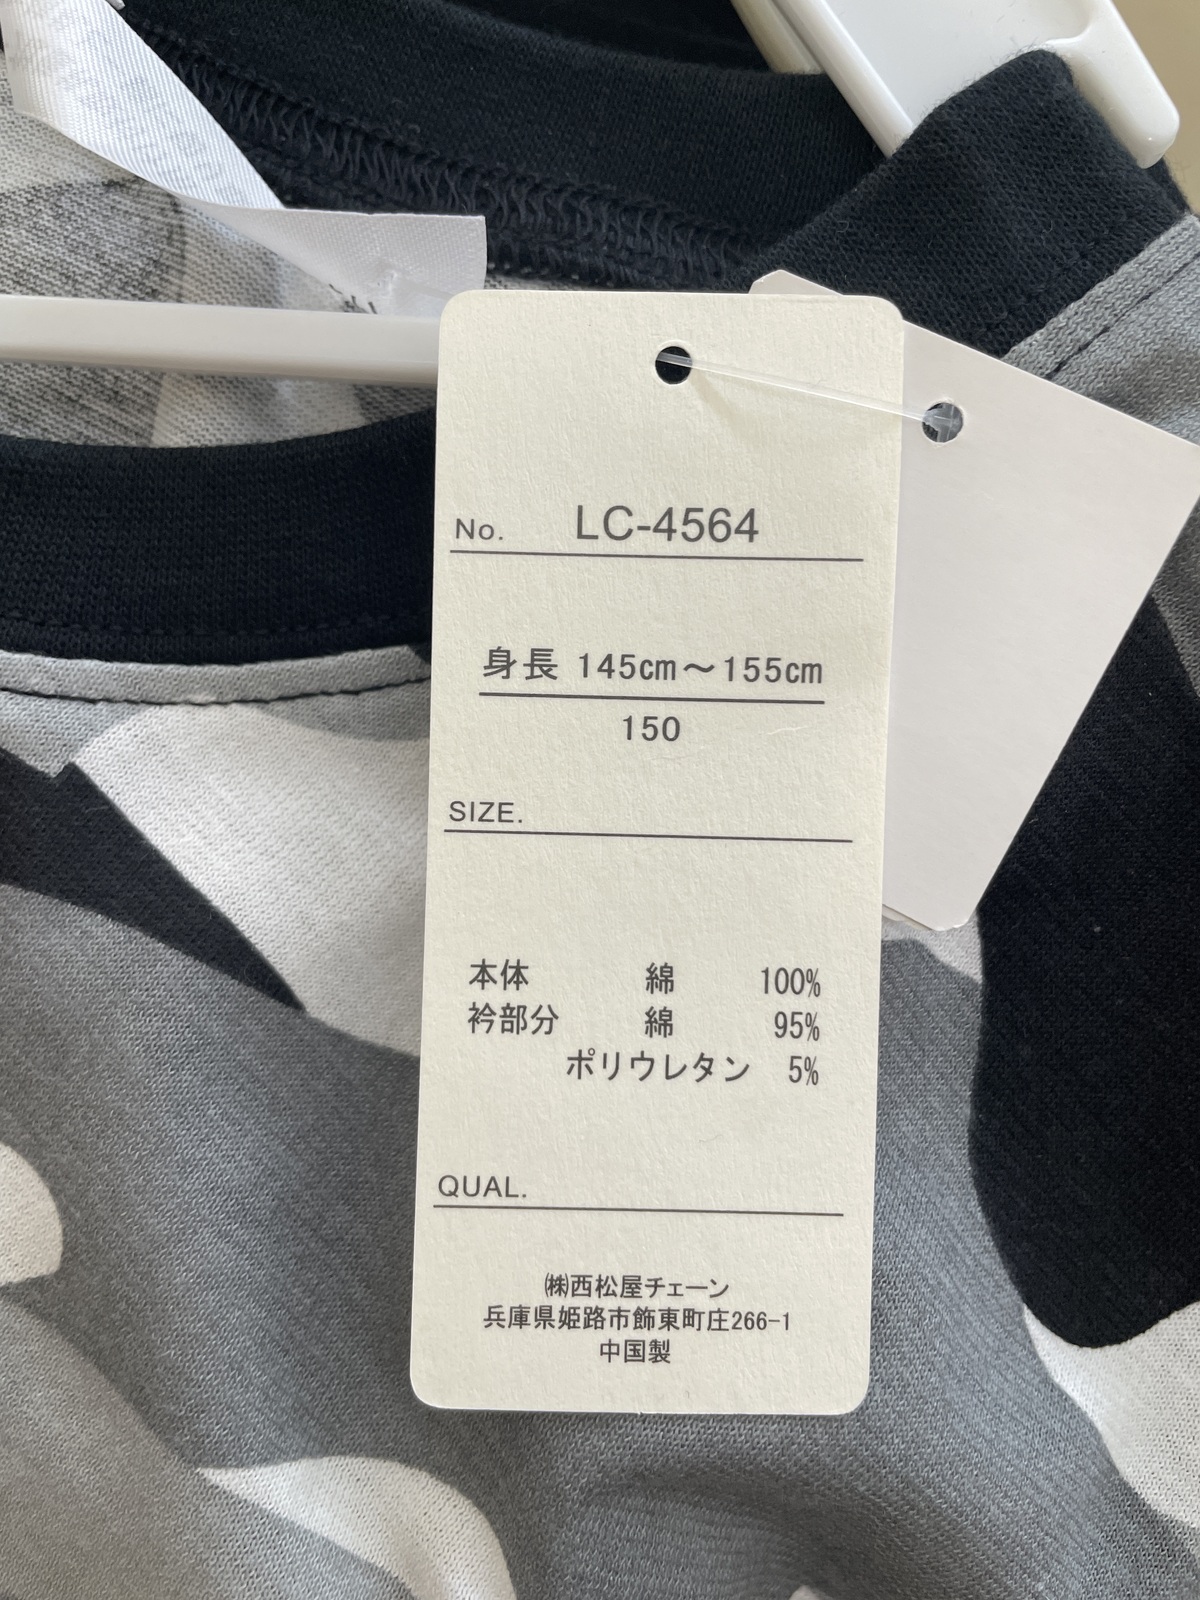 No. LC-4564
身長 145cm〜155cm
150
SIZE.
本体 綿 100%
衿部分 綿 95%
ポリウレタン 5%
QUAL.
㈱西松屋チェーン
兵庫県姫路市飾東町庄266-1
中国製